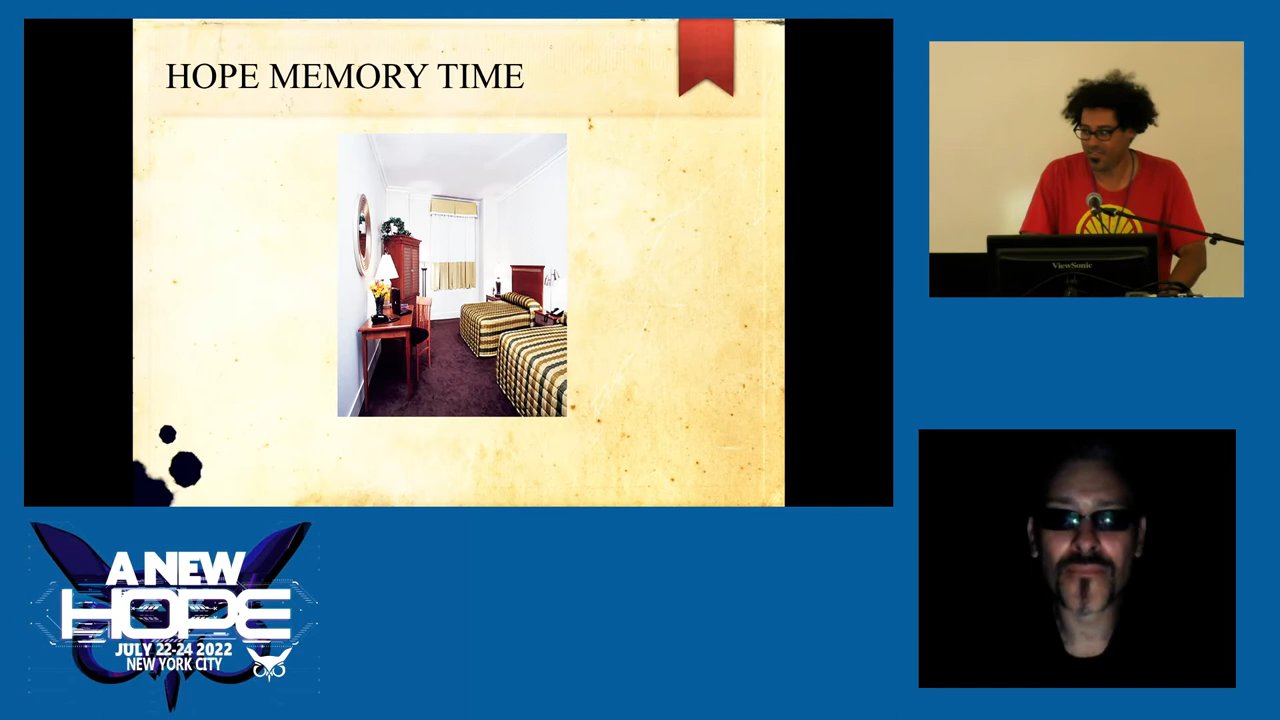 HOPE MEMORY TIME
ViewSonic
A NEW
HOPE
JULY 22-24 2022
NEW YORK CITY